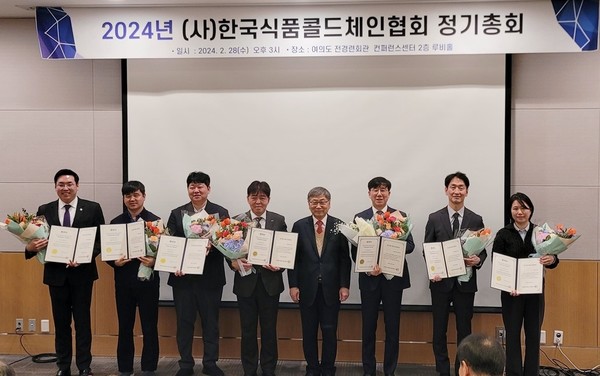 2024년 (사)한국식품콜드체인협회 정기총회
• 일시 : 2024. 2. 28(수) 오후 3시 • 장소 : 여의도 전경련회관 컨퍼런스센터 2층 루비홀